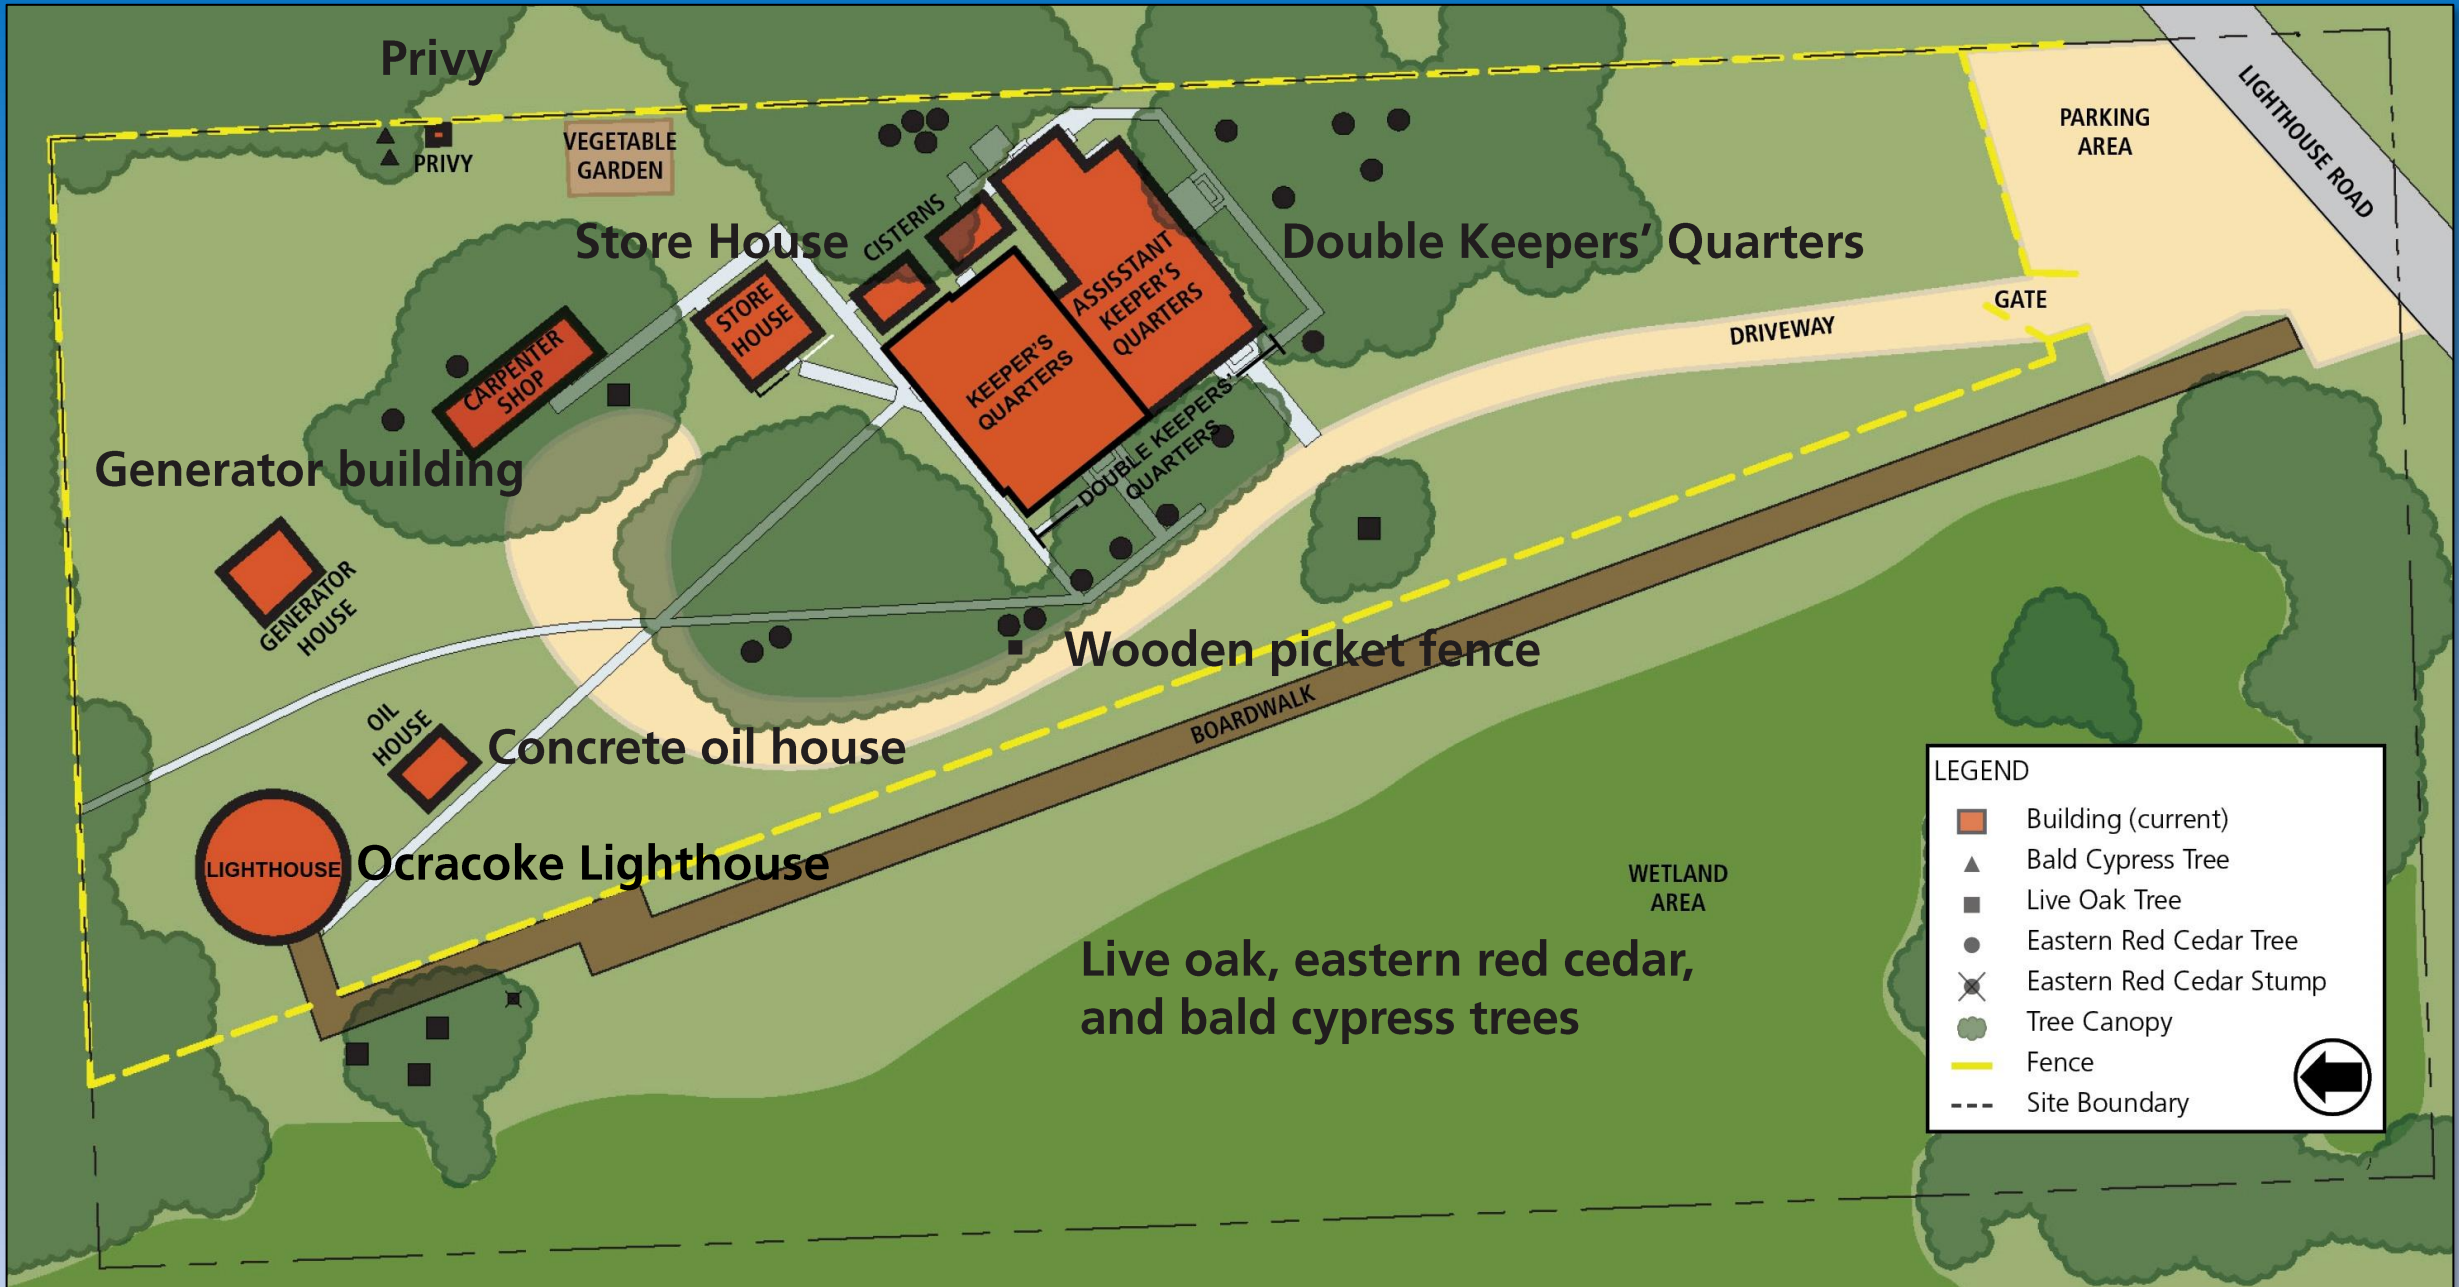 Privy
PRIVY
VEGETABLE
GARDEN
PARKING
AREA
LIGHTHOUSE ROAD
Store House
CISTERNS
Double Keepers’ Quarters
ASSISSTANT
KEEPER'S
QUARTERS
STORE
HOUSE
GATE
DRIVEWAY
CARPENTER
SHOP
KEEPER'S
QUARTERS
DOUBLE KEEPERS'
QUARTERS
Generator building
GENERATOR
HOUSE
Wooden picket fence
BOARDWALK
OIL
HOUSE
Concrete oil house
LIGHTHOUSE
Ocracoke Lighthouse
WETLAND
AREA
Live oak, eastern red cedar,
and bald cypress trees
LEGEND
Building (current)
Bald Cypress Tree
Live Oak Tree
Eastern Red Cedar Tree
Eastern Red Cedar Stump
Tree Canopy
Fence
Site Boundary